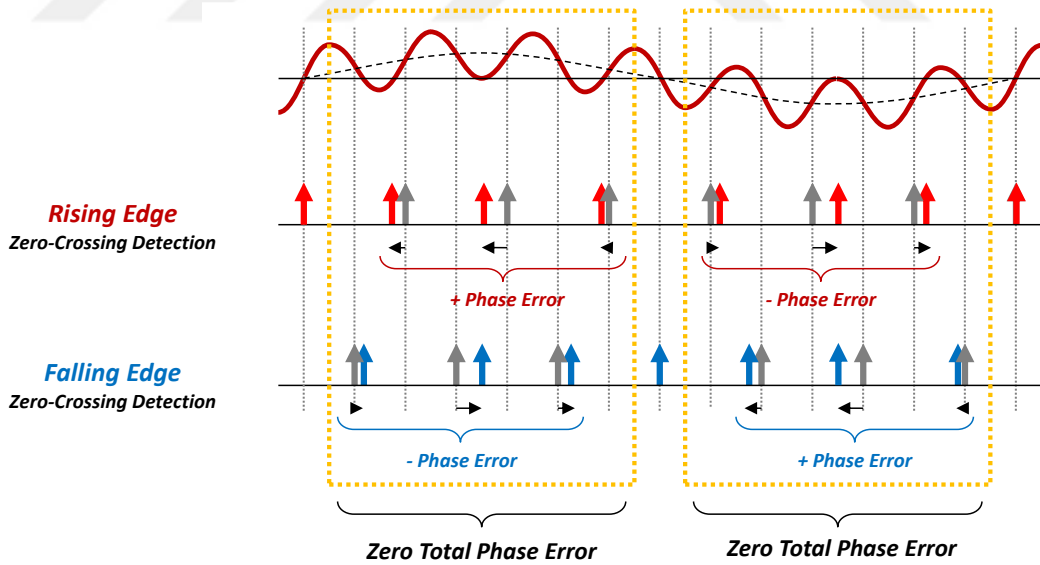 Rising Edge
Zero-Crossing Detection
+ Phase Error
- Phase Error
Falling Edge
Zero-Crossing Detection
- Phase Error
+ Phase Error
Zero Total Phase Error
Zero Total Phase Error